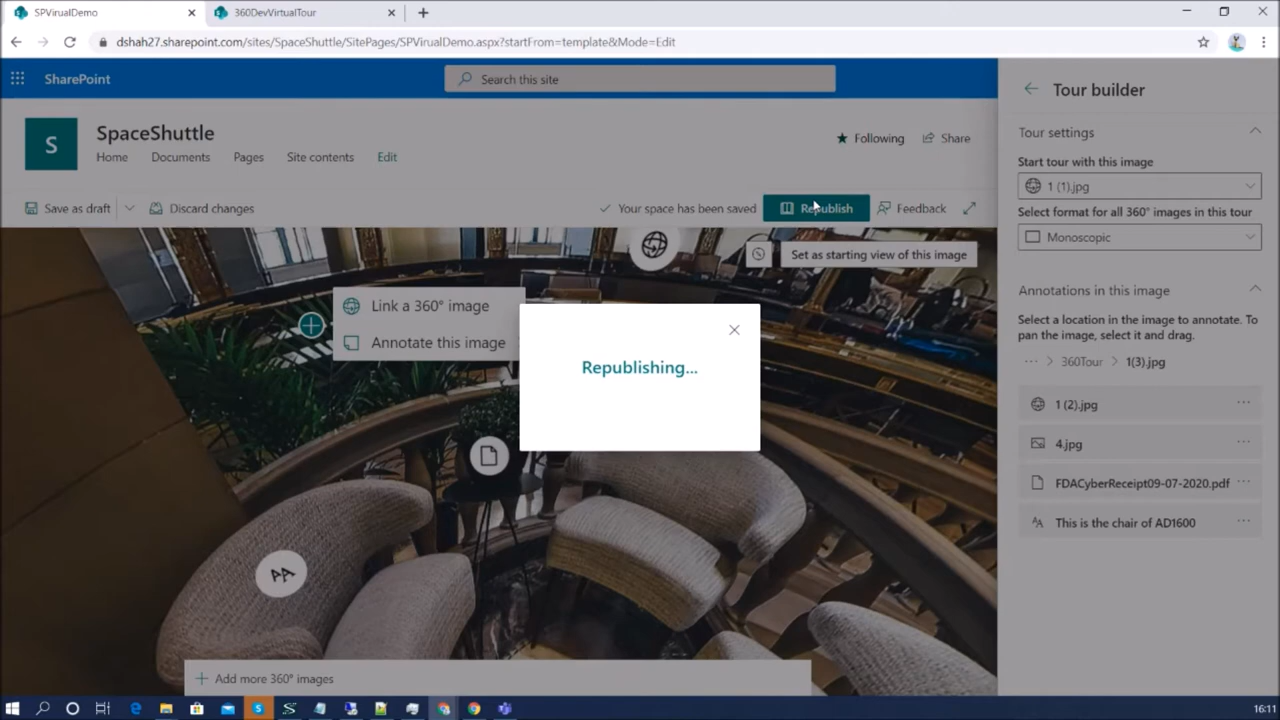 SPVirualDemo
360DevVirtualTour
dshah27.sharepoint.com/sites/SpaceShuttle/SitePages/SPVirualDemo.aspx?startFrom=template&Mode=Edit
SharePoint
Search this site
S
SpaceShuttle
Home Documents Pages Site contents Edit
Following Share
Save as draft Discard changes
Your space has been saved Republish Feedback
Set as starting view of this image
Link a 360° image
Annotate this image
Republishing...
AA
Add more 360° images
Tour builder
Tour settings
Start tour with this image
1 (1).jpg
Select format for all 360° images in this tour
Monoscopic
Annotations in this image
Select a location in the image to annotate. To
pan the image, select it and drag.
··· > 360Tour > 1(3).jpg
1 (2).jpg
4.jpg
FDACyberReceipt09-07-2020.pdf
AA This is the chair of AD1600
16:11